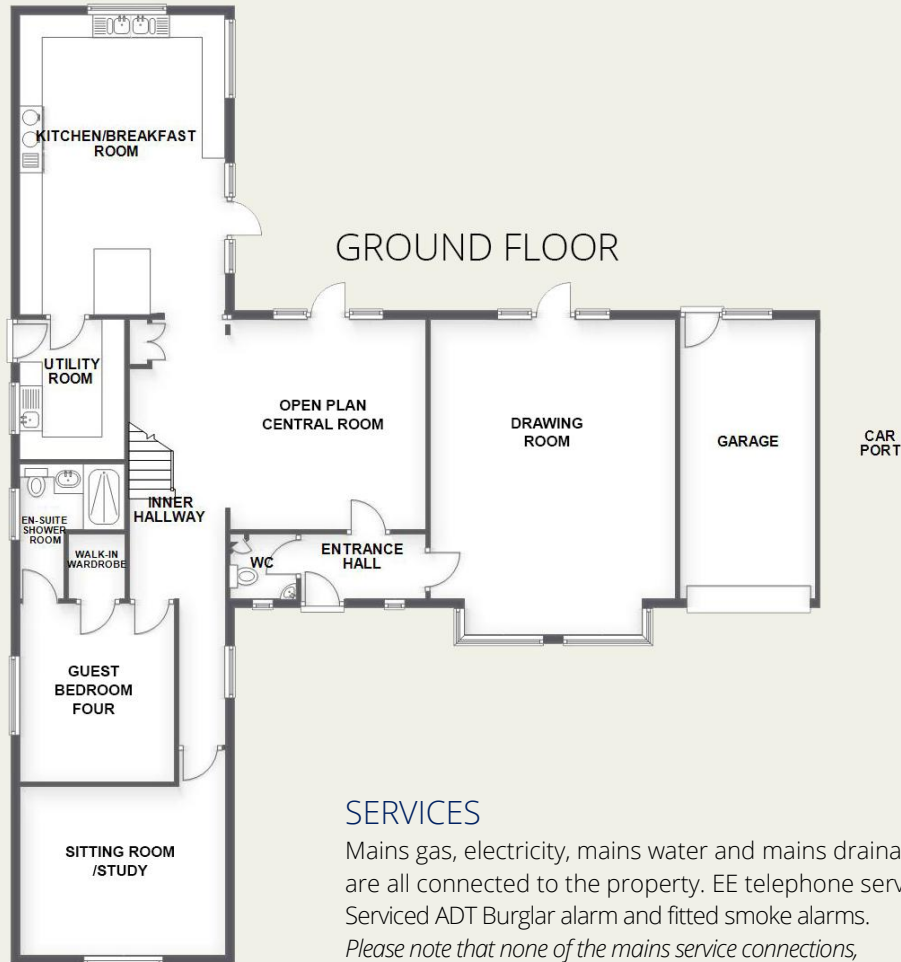 KITCHEN/BREAKFAST
ROOM
GROUND FLOOR
UTILITY
ROOM
OPEN PLAN
CENTRAL ROOM
DRAWING
ROOM
GARAGE
CAR
PORT
INNER
HALLWAY
EN-SUITE
SHOWER
ROOM
WALK-IN
WARDROBE
WC
ENTRANCE
HALL
GUEST
BEDROOM
FOUR
SITTING ROOM
/STUDY
SERVICES
Mains gas, electricity, mains water and mains draina
are all connected to the property. EE telephone serv
Serviced ADT Burglar alarm and fitted smoke alarms.
Please note that none of the mains service connections,